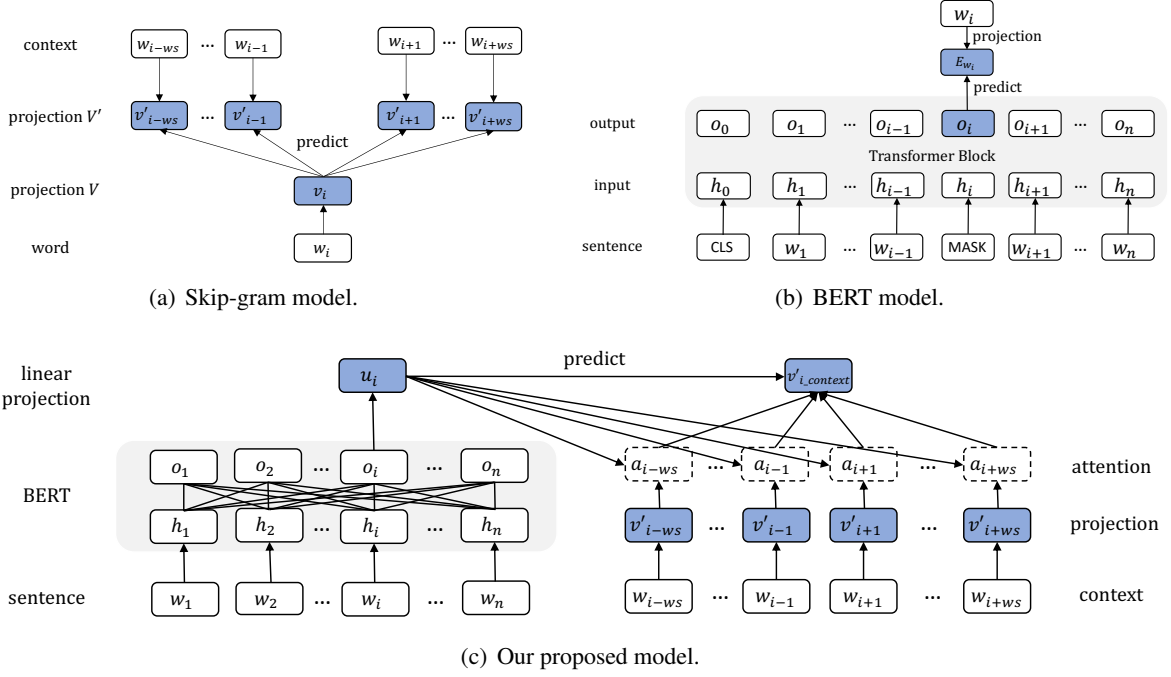 context w_{i−ws} ... w_{i−1} w_{i+1} ... w_{i+ws}
projection V' v'_{i−ws} ... v'_{i−1} v'_{i+1} ... v'_{i+ws}
predict
projection V v_i
word w_i
(a) Skip-gram model.
w_i
projection
E_{w_i}
predict
output o_0 o_1 ... o_{i−1} o_i o_{i+1} ... o_n
Transformer Block
input h_0 h_1 ... h_{i−1} h_i h_{i+1} ... h_n
sentence CLS w_1 ... w_{i−1} MASK w_{i+1} ... w_n
(b) BERT model.
linear
projection
u_i predict v'_{i_context}
o_1 o_2 ... o_i ... o_n a_{i−ws} ... a_{i−1} a_{i+1} ... a_{i+ws} attention
BERT
h_1 h_2 ... h_i ... h_n v'_{i−ws} ... v'_{i−1} v'_{i+1} ... v'_{i+ws} projection
sentence w_1 w_2 ... w_i ... w_n w_{i−ws} ... w_{i−1} w_{i+1} ... w_{i+ws} context
(c) Our proposed model.